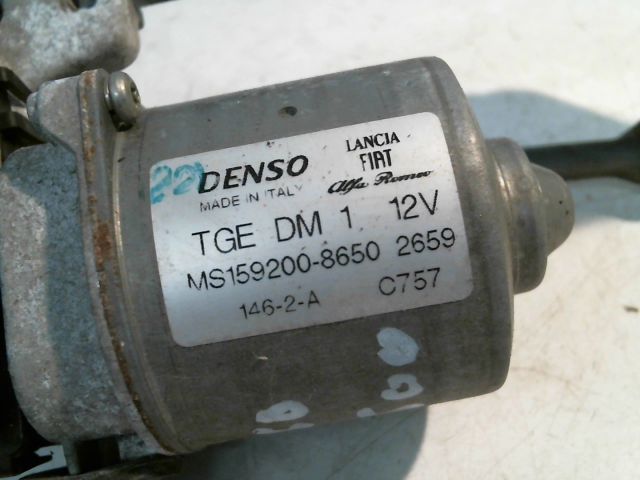 22
DENSO
MADE IN ITALY
LANCIA
FIAT
Alfa Romeo
TGE DM 1 12V
MS159200-8650 2659
146-2-A C757